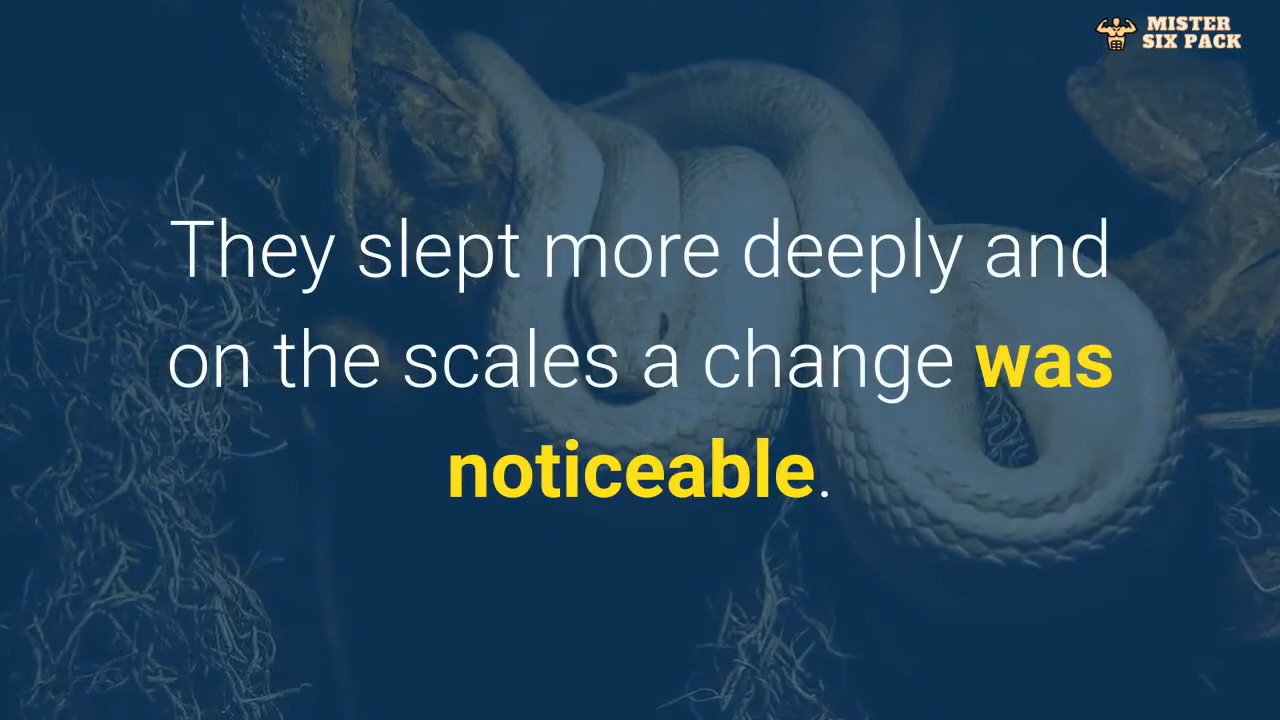 MISTER
SIX PACK
They slept more deeply and
on the scales a change was
noticeable.